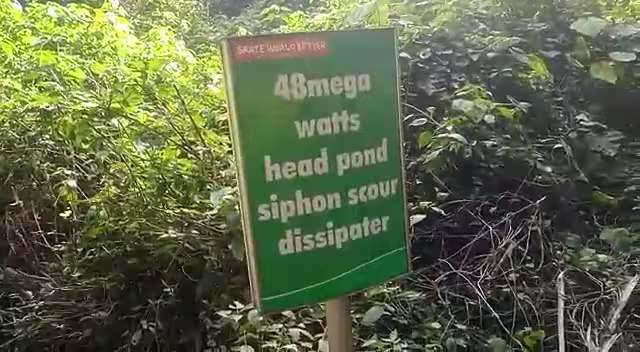 48mega
watts
head pond
siphon scour
dissipater